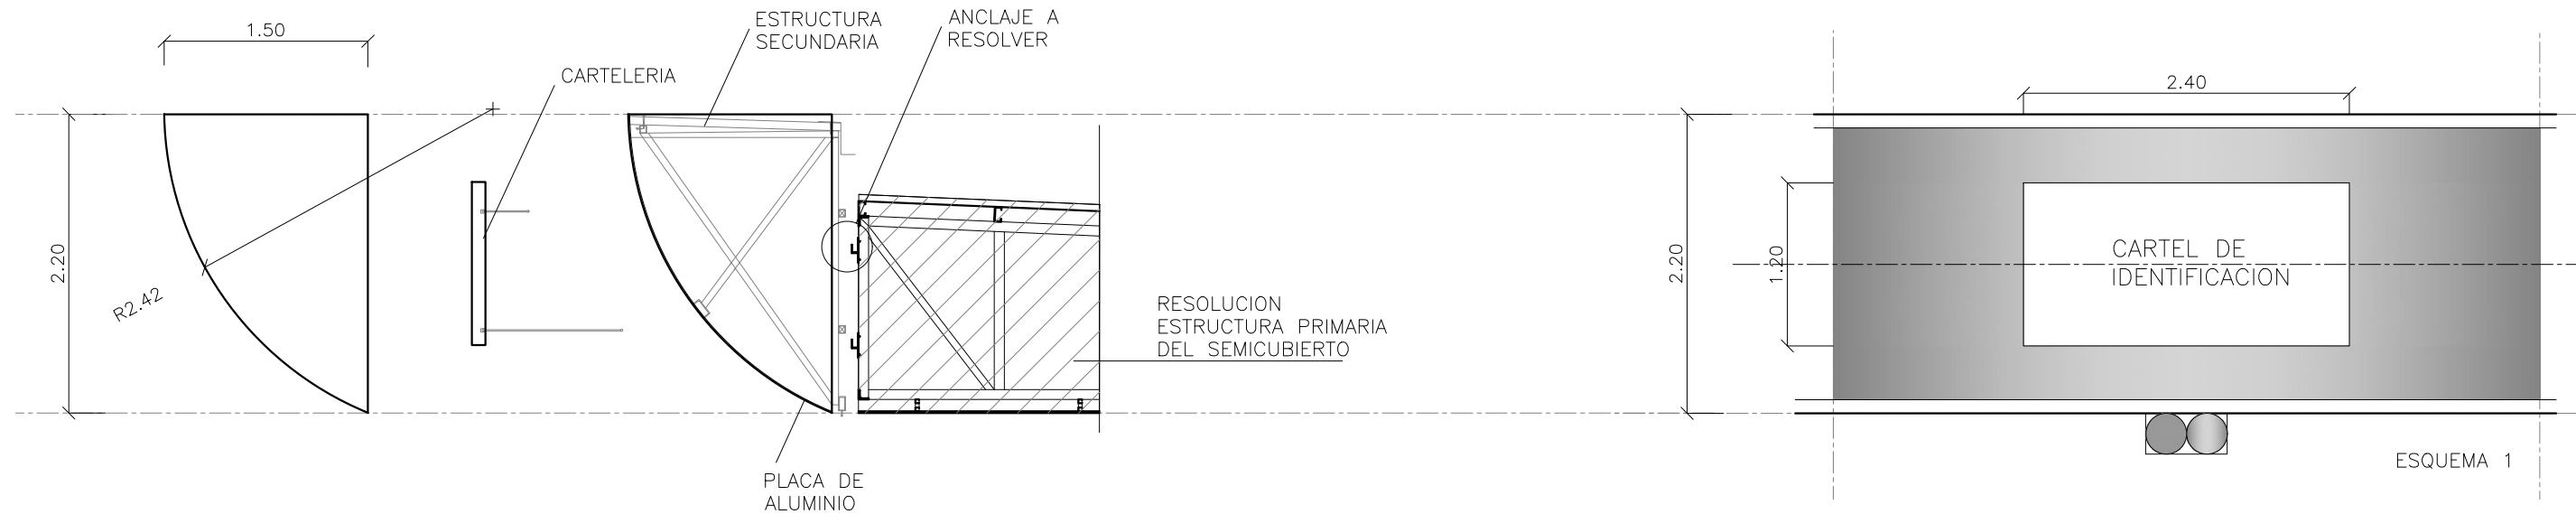 1.50
ESTRUCTURA
SECUNDARIA
ANCLAJE A
RESOLVER
CARTELERIA
2.40
2.20
R2.42
2.20
1.20
CARTEL DE
IDENTIFICACION
RESOLUCION
ESTRUCTURA PRIMARIA
DEL SEMICUBIERTO
PLACA DE
ALUMINIO
ESQUEMA 1